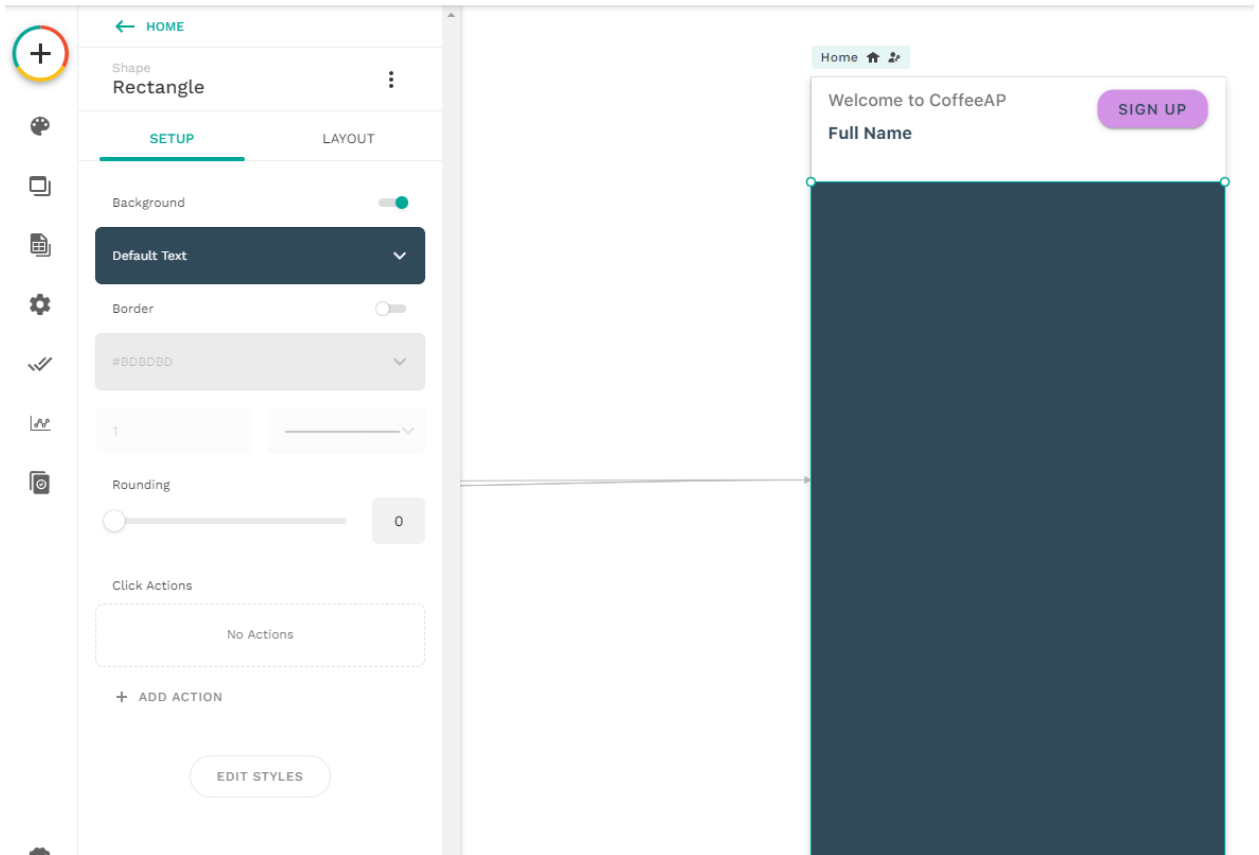 HOME
Shape
Rectangle
SETUP
LAYOUT
Background
Default Text
Border
#BDBDBD
1
Rounding
0
Click Actions
No Actions
+ ADD ACTION
EDIT STYLES
Home
Welcome to CoffeeAP
SIGN UP
Full Name